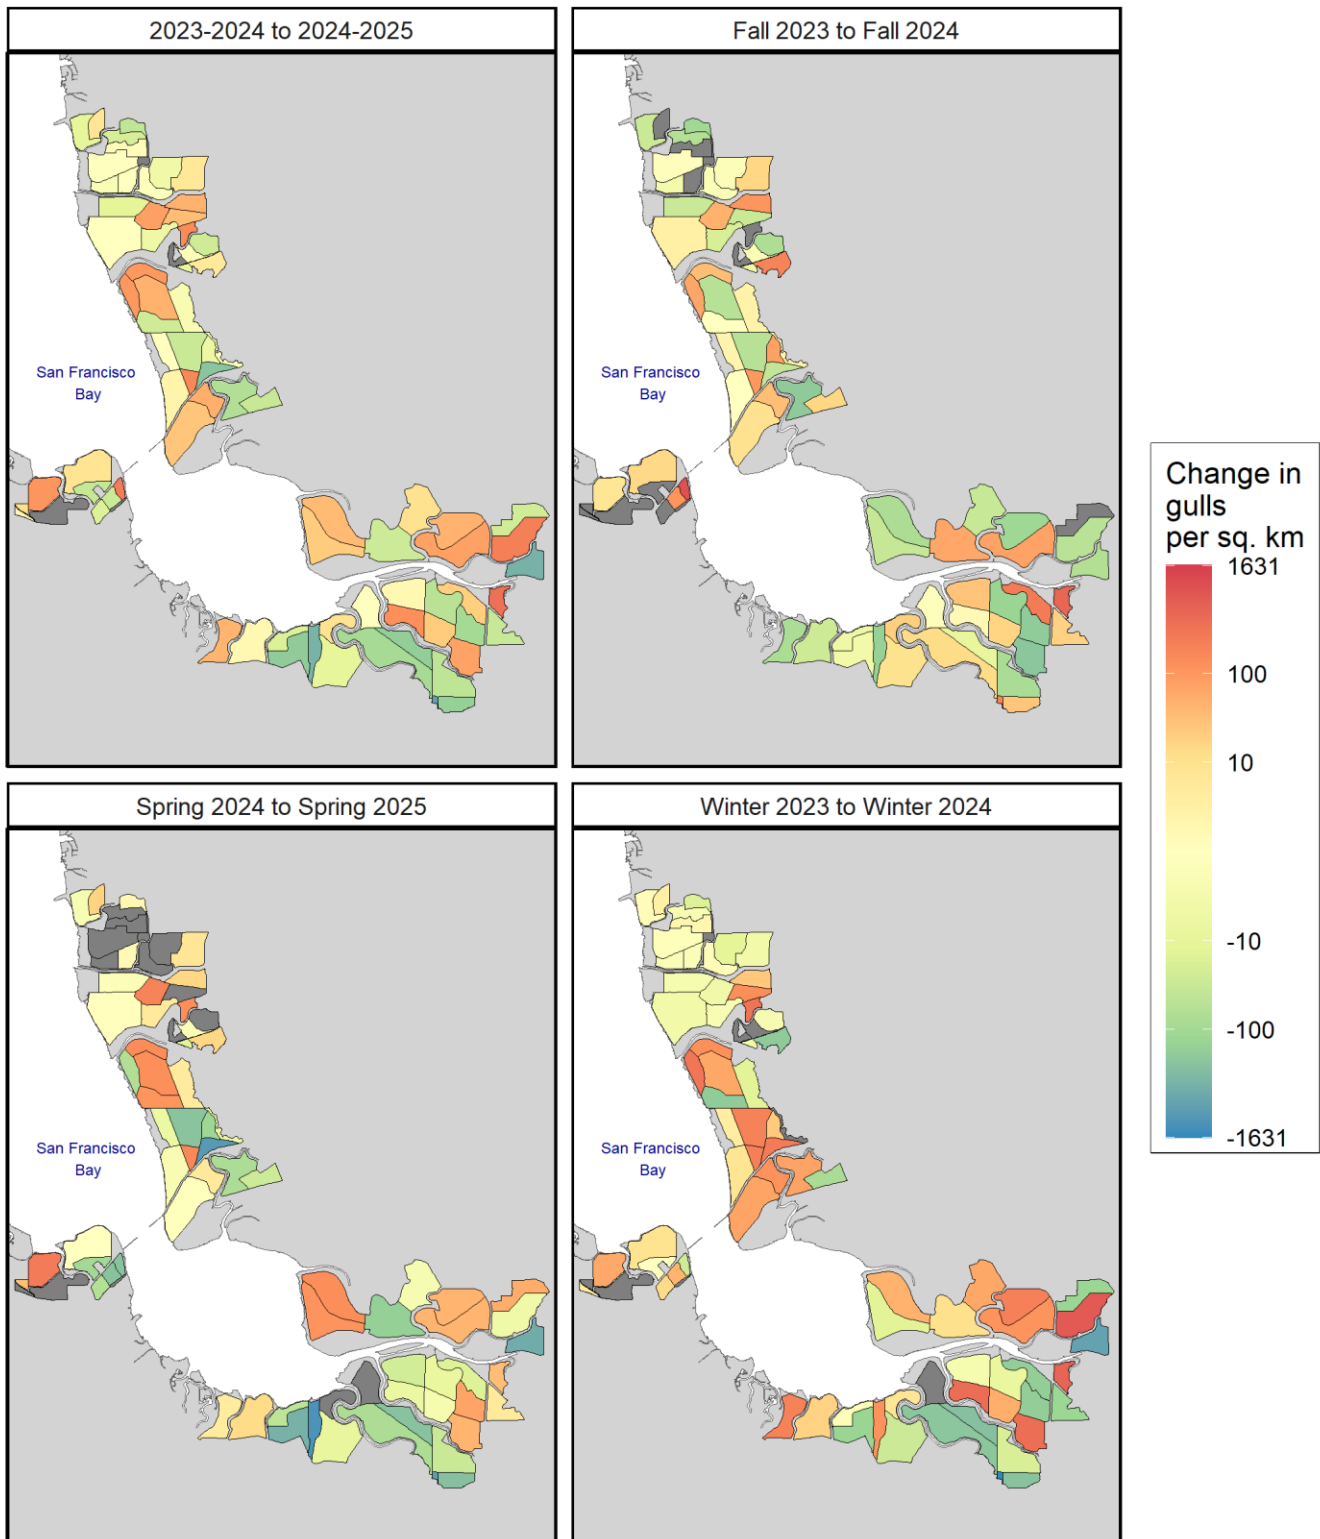 2023-2024 to 2024-2025
Fall 2023 to Fall 2024
San Francisco
Bay
San Francisco
Bay
Spring 2024 to Spring 2025
Winter 2023 to Winter 2024
San Francisco
Bay
San Francisco
Bay
Change in
gulls
per sq. km
1631
100
10
-10
-100
-1631